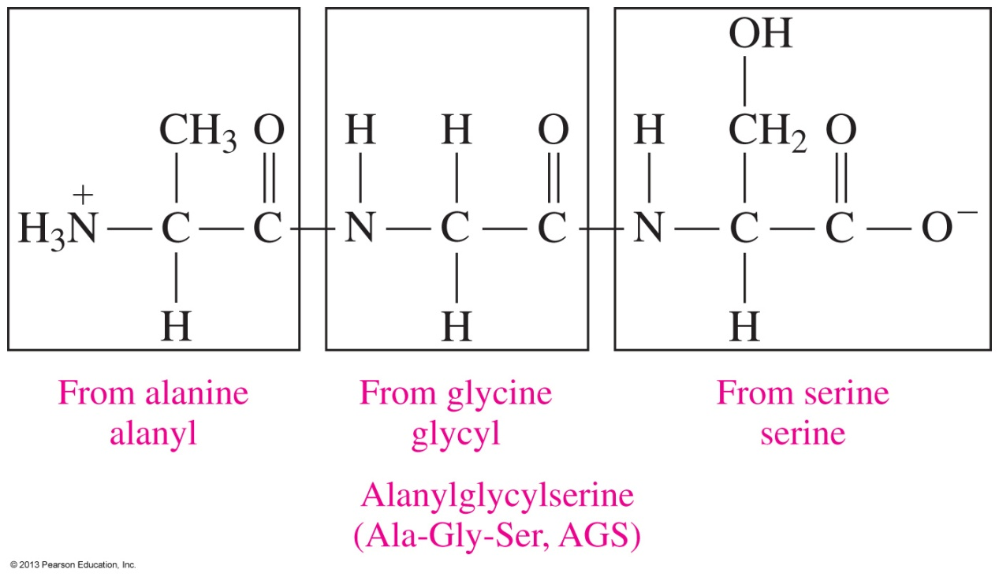 OH
CH₃ O H H O H CH₂ O
+
H₃N — C — C — N — C — C — N — C — C — O⁻
H H H
From alanine From glycine From serine
alanyl glycyl serine
Alanylglycylserine
(Ala-Gly-Ser, AGS)
© 2013 Pearson Education, Inc.